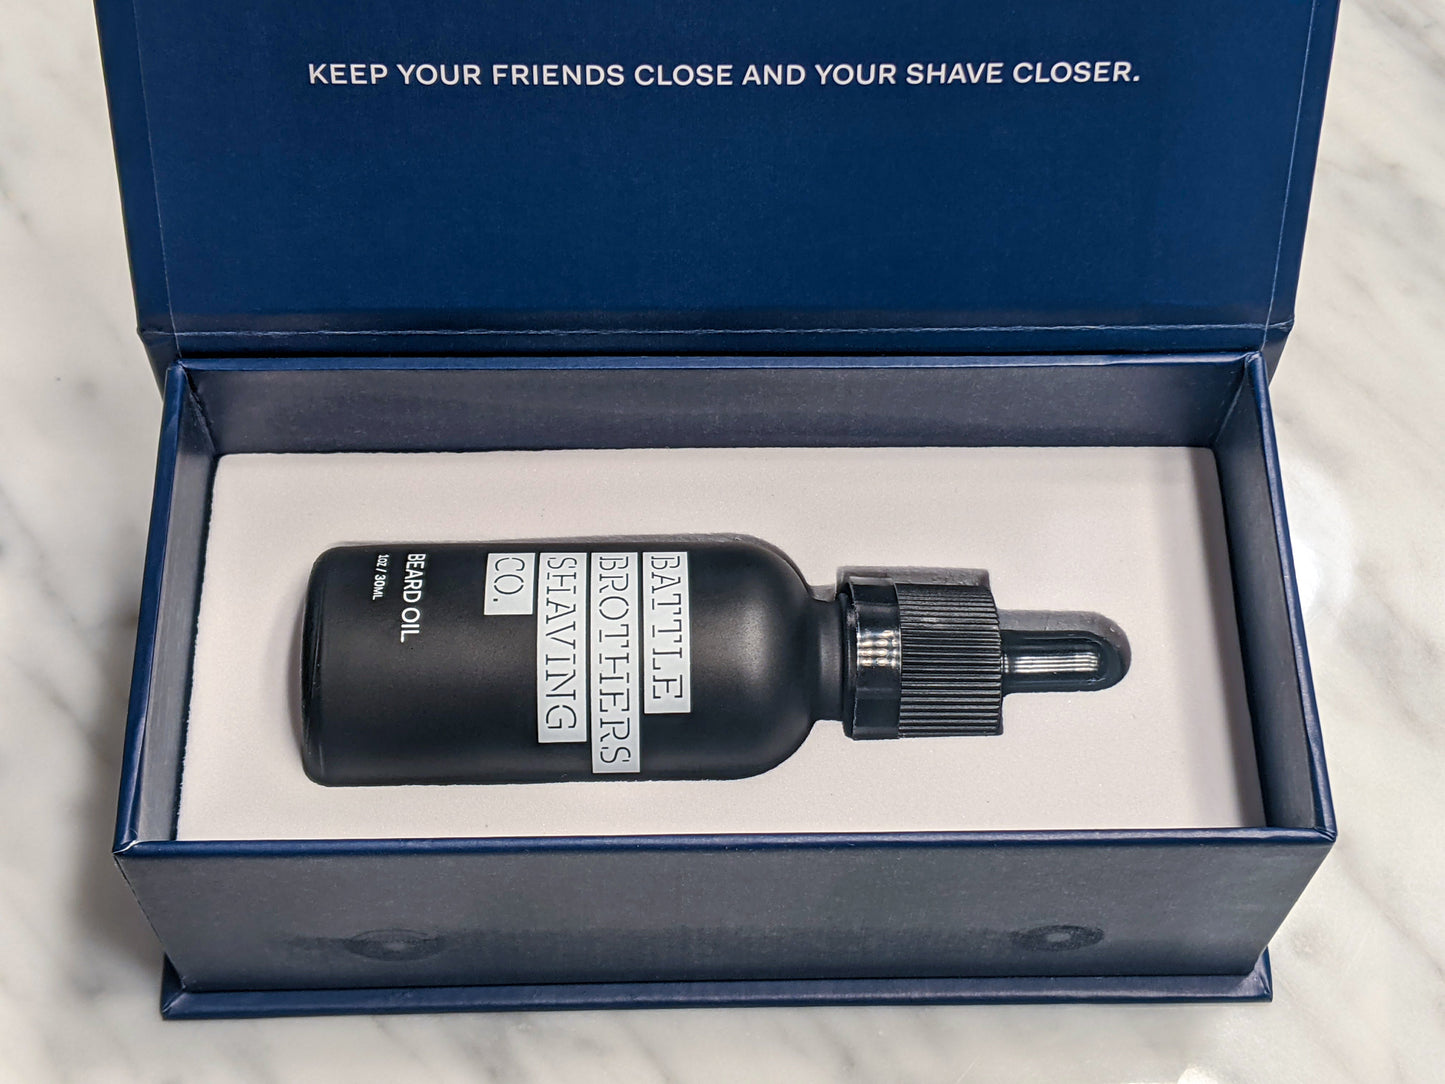 KEEP YOUR FRIENDS CLOSE AND YOUR SHAVE CLOSER.
BATTLE
BROTHERS
SHAVING
CO.
BEARD OIL
1OZ / 30ML